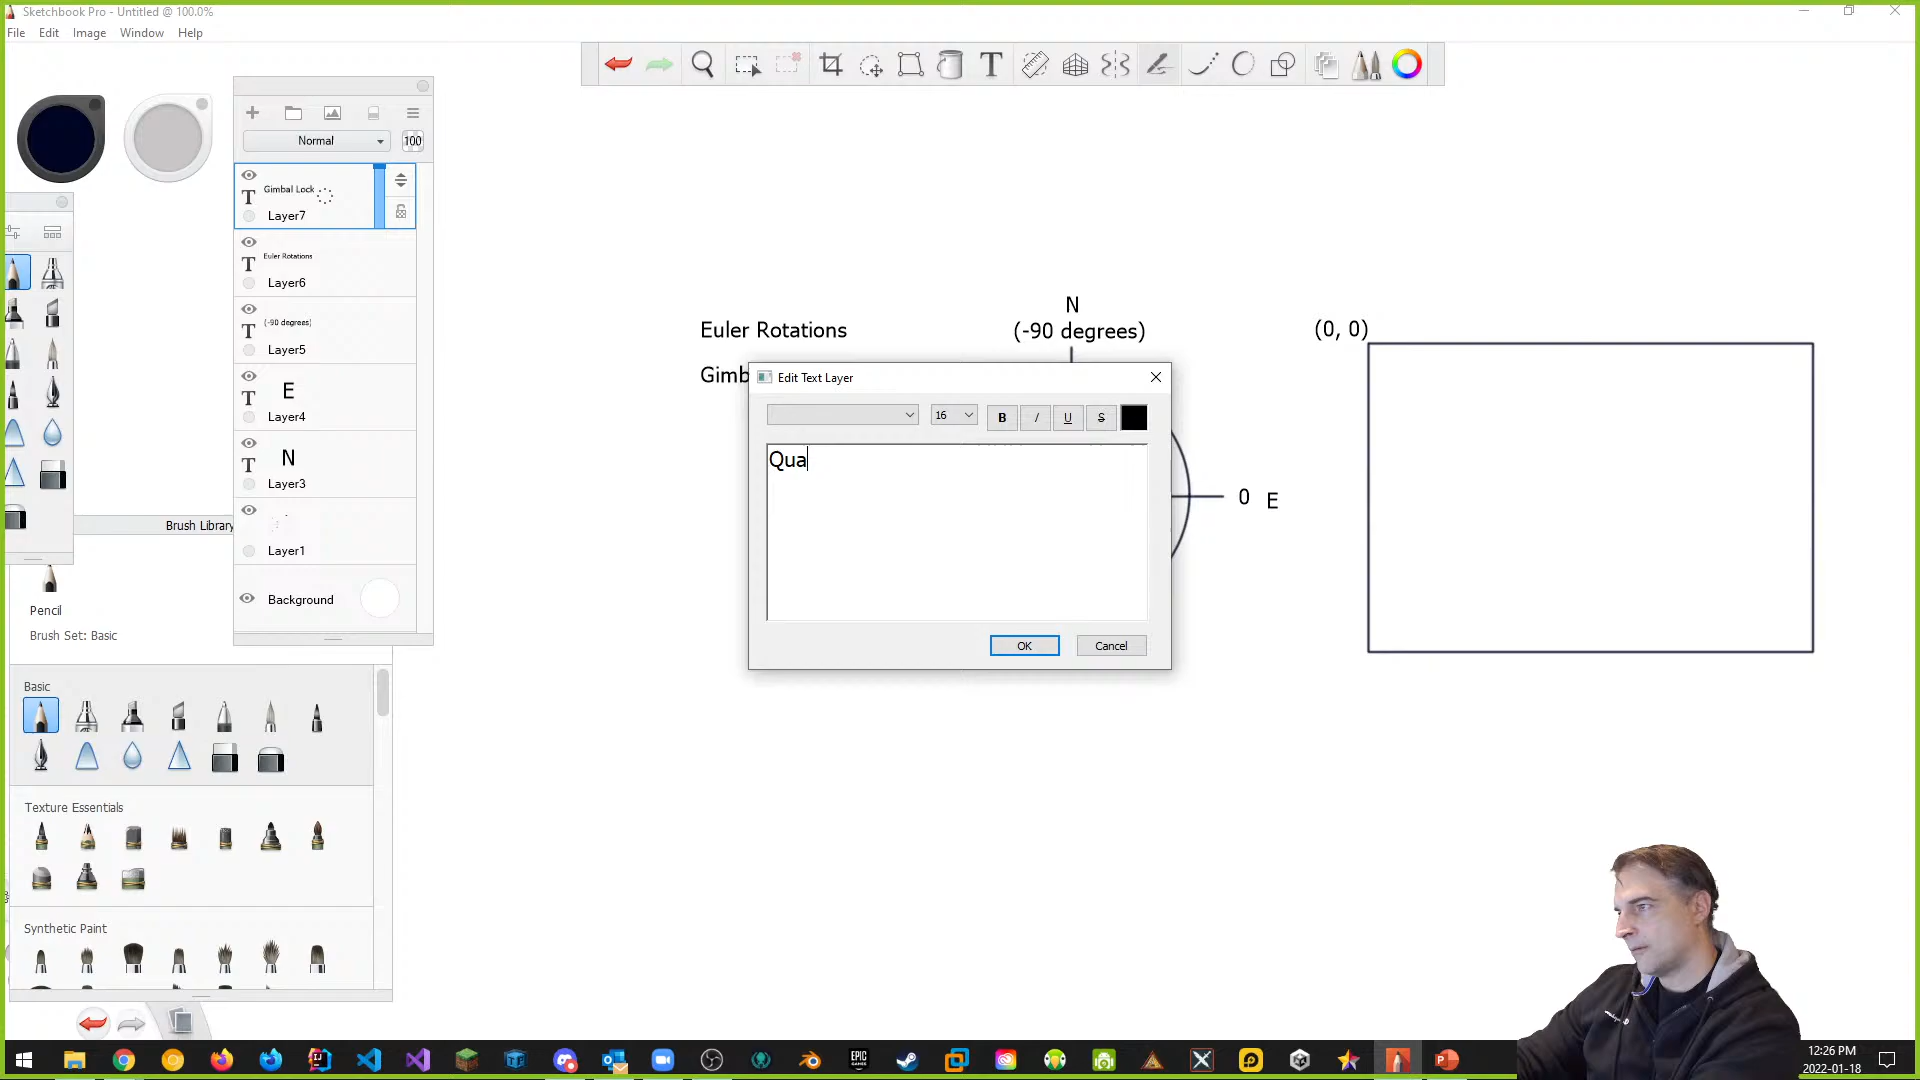 Sketchbook Pro - Untitled @ 100.0%
File Edit Image Window Help
T
Normal 100
Gimbal Lock
T
Layer7
Euler Rotations
T
Layer6
(-90 degrees)
T
Layer5
E
T
Layer4
N
T
Layer3
Layer1
Background
Brush Library
Pencil
Brush Set: Basic
Basic
Texture Essentials
Synthetic Paint
N
Euler Rotations (-90 degrees) (0, 0)
Gimb
Edit Text Layer
16 B I U S
Qua
OK Cancel
0 E
12:26 PM
2022-01-18